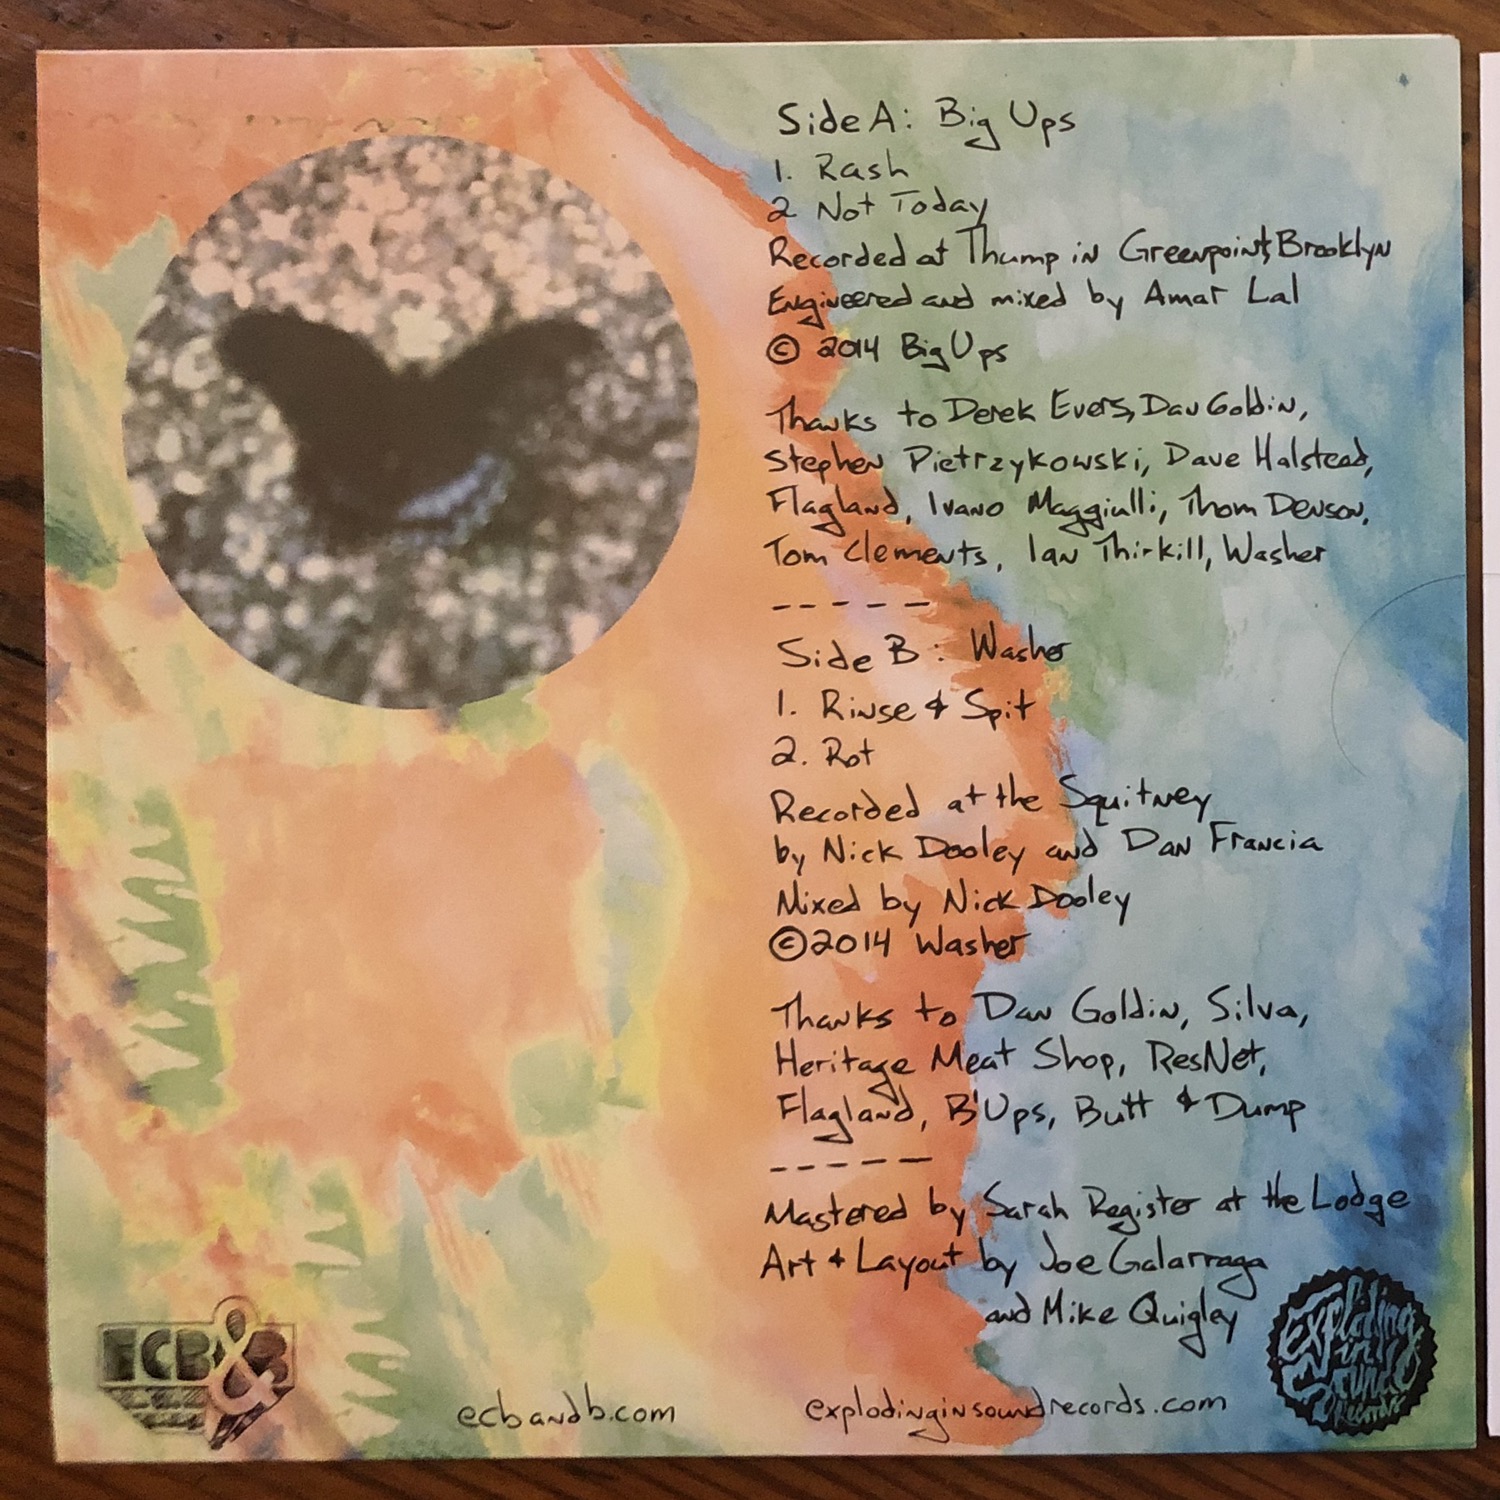 Side A: Big Ups
1. Rash
2 Not Today
Recorded at Thump in Greenpoint, Brooklyn
Engineered and mixed by Amar Lal
© 2014 Big Ups
Thanks to Derek Evers, Dan Goldin,
Stephen Pietrzykowski, Dave Halstead,
Flagland, Ivano Maggiulli, Thom Denson,
Tom Clements, Ian Thirkill, Washer
-----
Side B: Washer
1. Rinse & Spit
2. Rot
Recorded at the Squitney
by Nick Dooley and Dan Francia
Mixed by Nick Dooley
©2014 Washer
Thanks to Dan Goldin, Silva,
Heritage Meat Shop, ResNet,
Flagland, B'Ups, Butt & Dump
-----
Mastered by Sarah Register at the Lodge
Art + Layout by Joe Galarraga
and Mike Quigley
ECB&B
ecbandb.com
explodinginsoundrecords.com
Exploding
in
Sound
Records